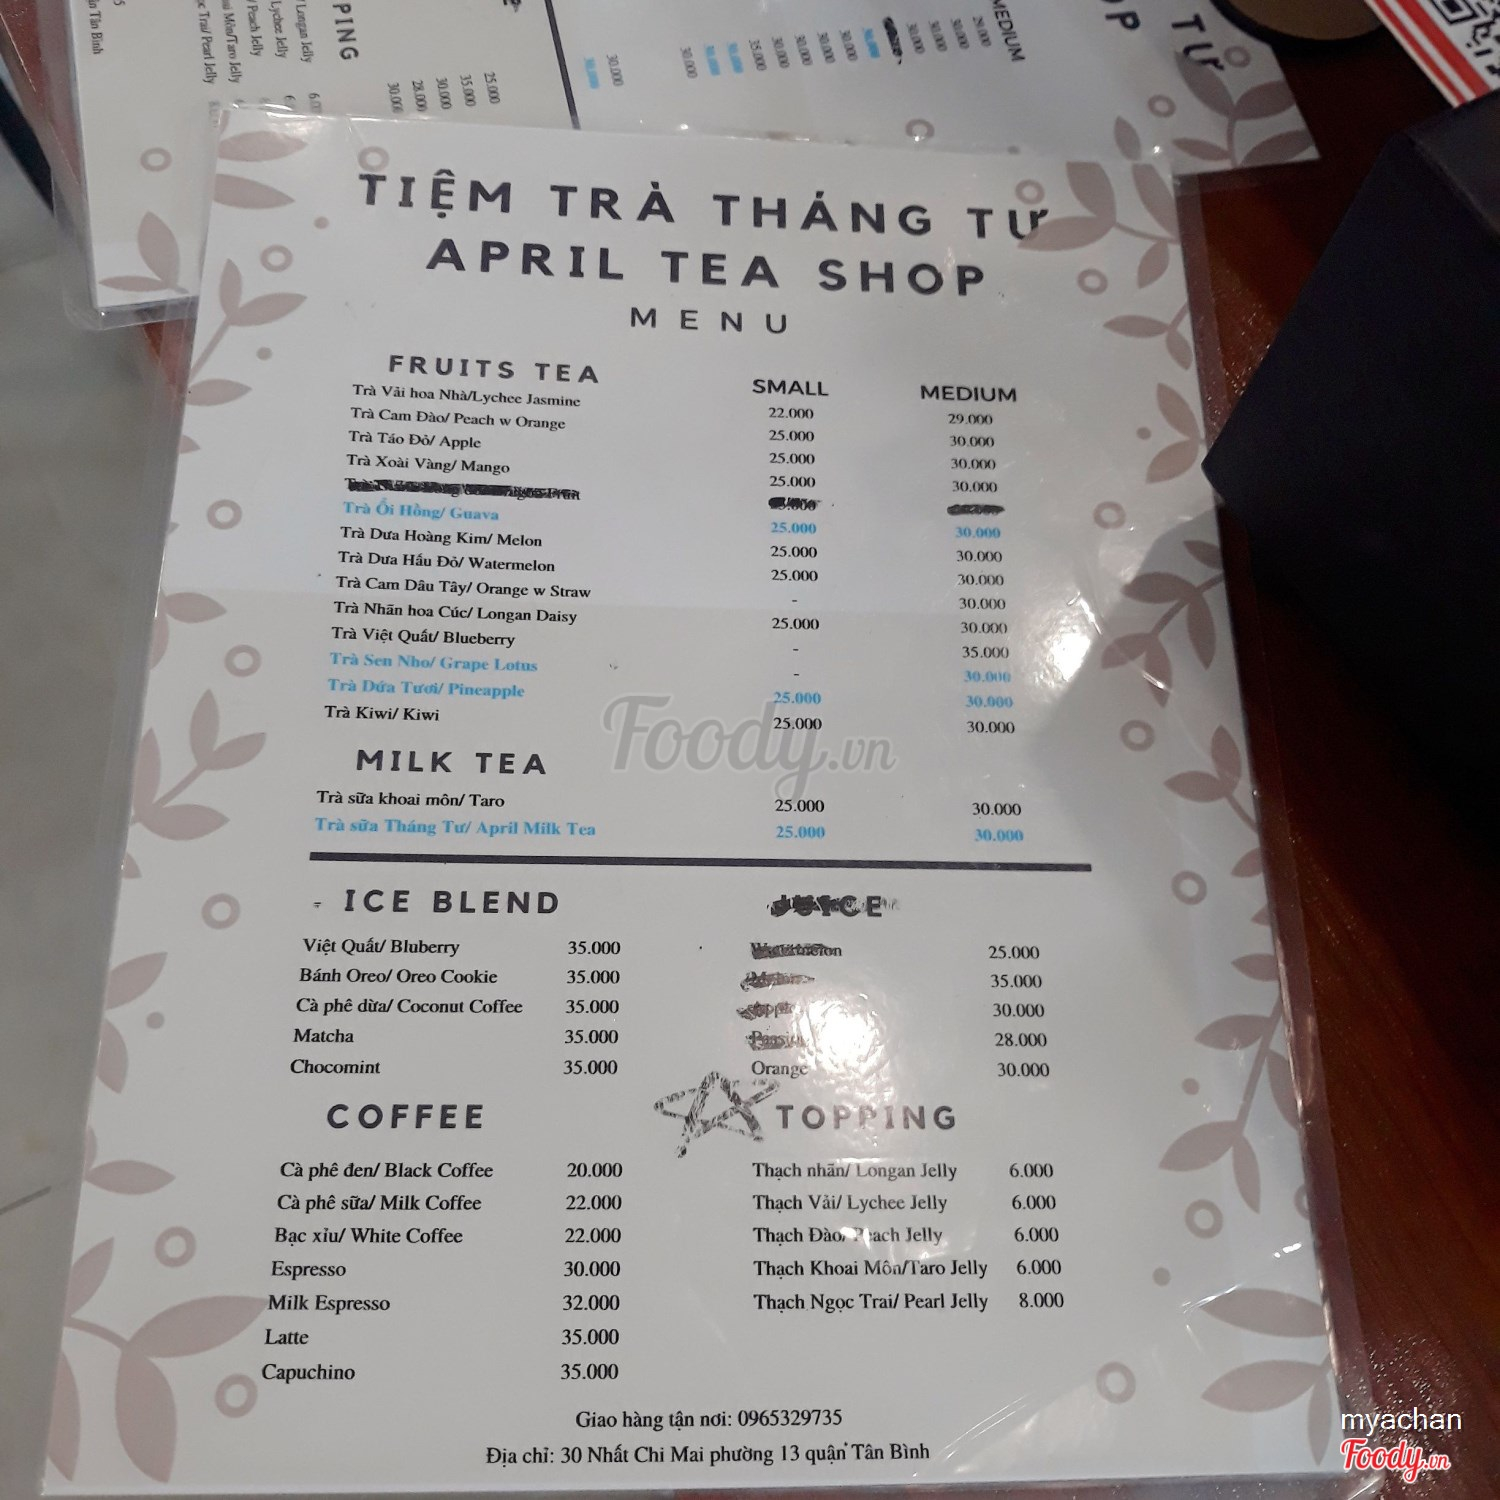 TIỆM TRÀ THÁNG TƯ
APRIL TEA SHOP
MENU
FRUITS TEA SMALL MEDIUM
Trà Vải hoa Nhà/Lychee Jasmine 22.000 29.000
Trà Cam Đào/ Peach w Orange 25.000 30.000
Trà Táo Đỏ/ Apple 25.000 30.000
Trà Xoài Vàng/ Mango 25.000 30.000
Trà Ổi Hồng/ Guava 25.000 30.000
Trà Dưa Hoàng Kim/ Melon 25.000 30.000
Trà Dưa Hấu Đỏ/ Watermelon 25.000 30.000
Trà Cam Dâu Tây/ Orange w Straw - 30.000
Trà Nhãn hoa Cúc/ Longan Daisy 25.000 30.000
Trà Việt Quất/ Blueberry - 35.000
Trà Sen Nho/ Grape Lotus - 30.000
Trà Dứa Tươi/ Pineapple 25.000 30.000
Trà Kiwi/ Kiwi 25.000 30.000
MILK TEA
Trà sữa khoai môn/ Taro 25.000 30.000
Trà sữa Tháng Tư/ April Milk Tea 25.000 30.000
ICE BLEND
Việt Quất/ Bluberry 35.000
Bánh Oreo/ Oreo Cookie 35.000
Cà phê dừa/ Coconut Coffee 35.000
Matcha 35.000
Chocomint 35.000
JUICE
Watermelon 25.000
35.000
30.000
28.000
Orange 30.000
COFFEE
Cà phê đen/ Black Coffee 20.000
Cà phê sữa/ Milk Coffee 22.000
Bạc xỉu/ White Coffee 22.000
Espresso 30.000
Milk Espresso 32.000
Latte 35.000
Capuchino 35.000
TOPPING
Thạch nhãn/ Longan Jelly 6.000
Thạch Vải/ Lychee Jelly 6.000
Thạch Đào/ Peach Jelly 6.000
Thạch Khoai Môn/Taro Jelly 6.000
Thạch Ngọc Trai/ Pearl Jelly 8.000
Giao hàng tận nơi: 0965329735
Địa chỉ: 30 Nhất Chi Mai phường 13 quận Tân Bình
Foody.vn
myachan
Foody.vn